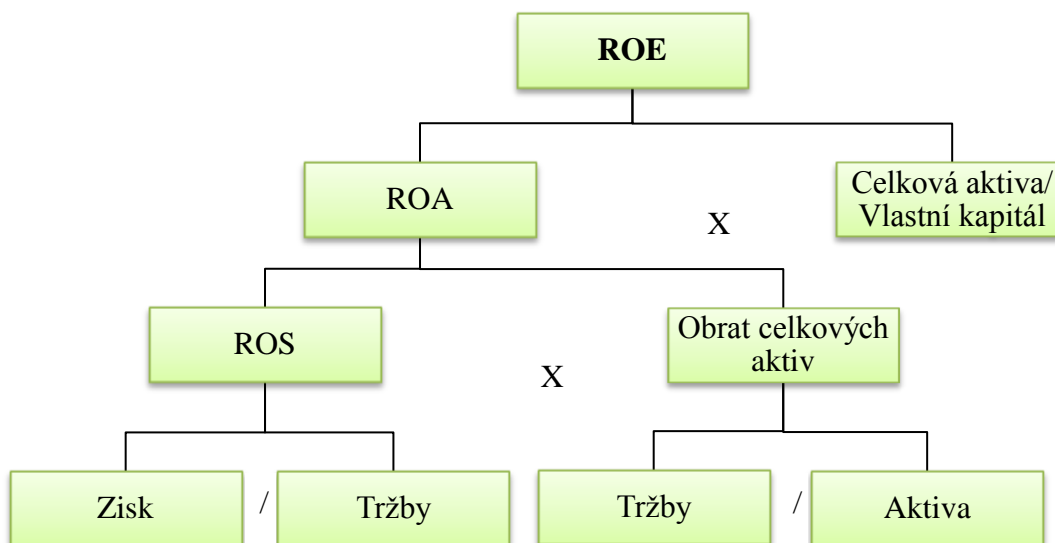 ROE
ROA
X
Celková aktiva/
Vlastní kapitál
ROS
X
Obrat celkových
aktiv
Zisk
/
Tržby
Tržby
/
Aktiva